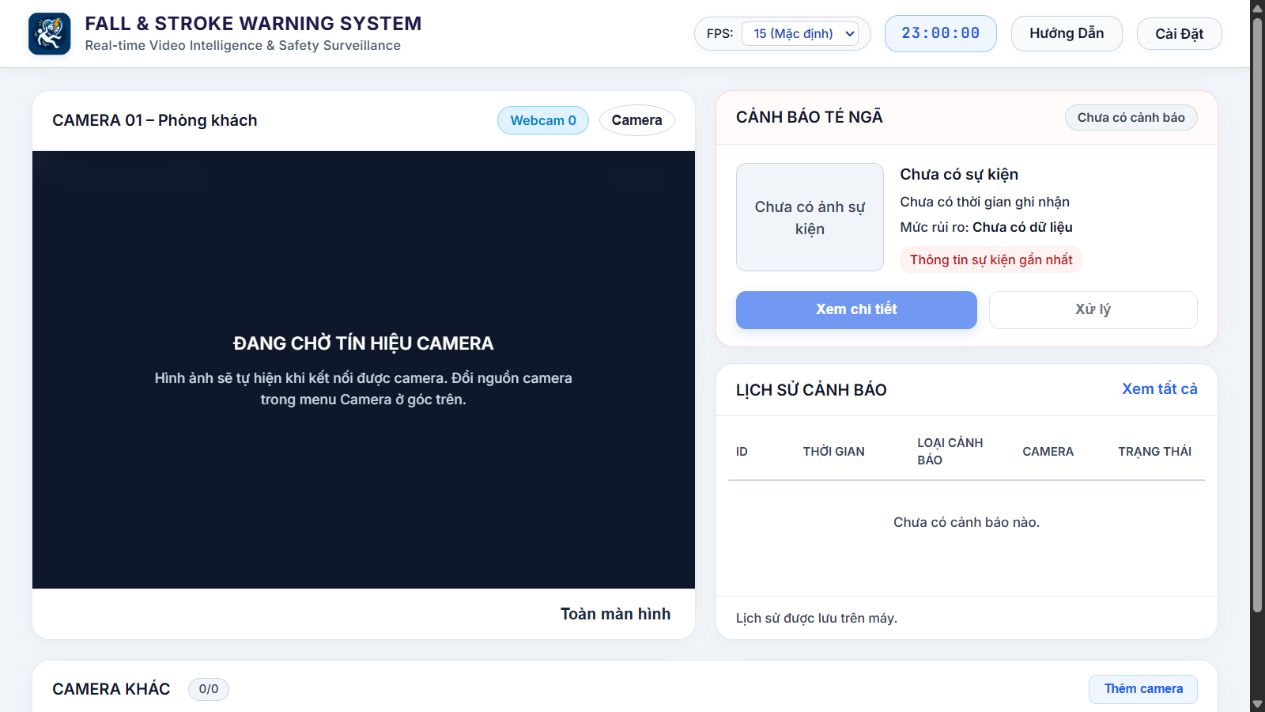 FALL & STROKE WARNING SYSTEM
Real-time Video Intelligence & Safety Surveillance
FPS: 15 (Mặc định)
23:00:00
Hướng Dẫn
Cài Đặt
CAMERA 01 – Phòng khách
Webcam 0
Camera
ĐANG CHỜ TÍN HIỆU CAMERA
Hình ảnh sẽ tự hiện khi kết nối được camera. Đổi nguồn camera
trong menu Camera ở góc trên.
Toàn màn hình
CẢNH BÁO TÉ NGÃ
Chưa có cảnh báo
Chưa có ảnh sự
kiện
Chưa có sự kiện
Chưa có thời gian ghi nhận
Mức rủi ro: Chưa có dữ liệu
Thông tin sự kiện gần nhất
Xem chi tiết
Xử lý
LỊCH SỬ CẢNH BÁO
Xem tất cả
ID
THỜI GIAN
LOẠI CẢNH
BÁO
CAMERA
TRẠNG THÁI
Chưa có cảnh báo nào.
Lịch sử được lưu trên máy.
CAMERA KHÁC
0/0
Thêm camera